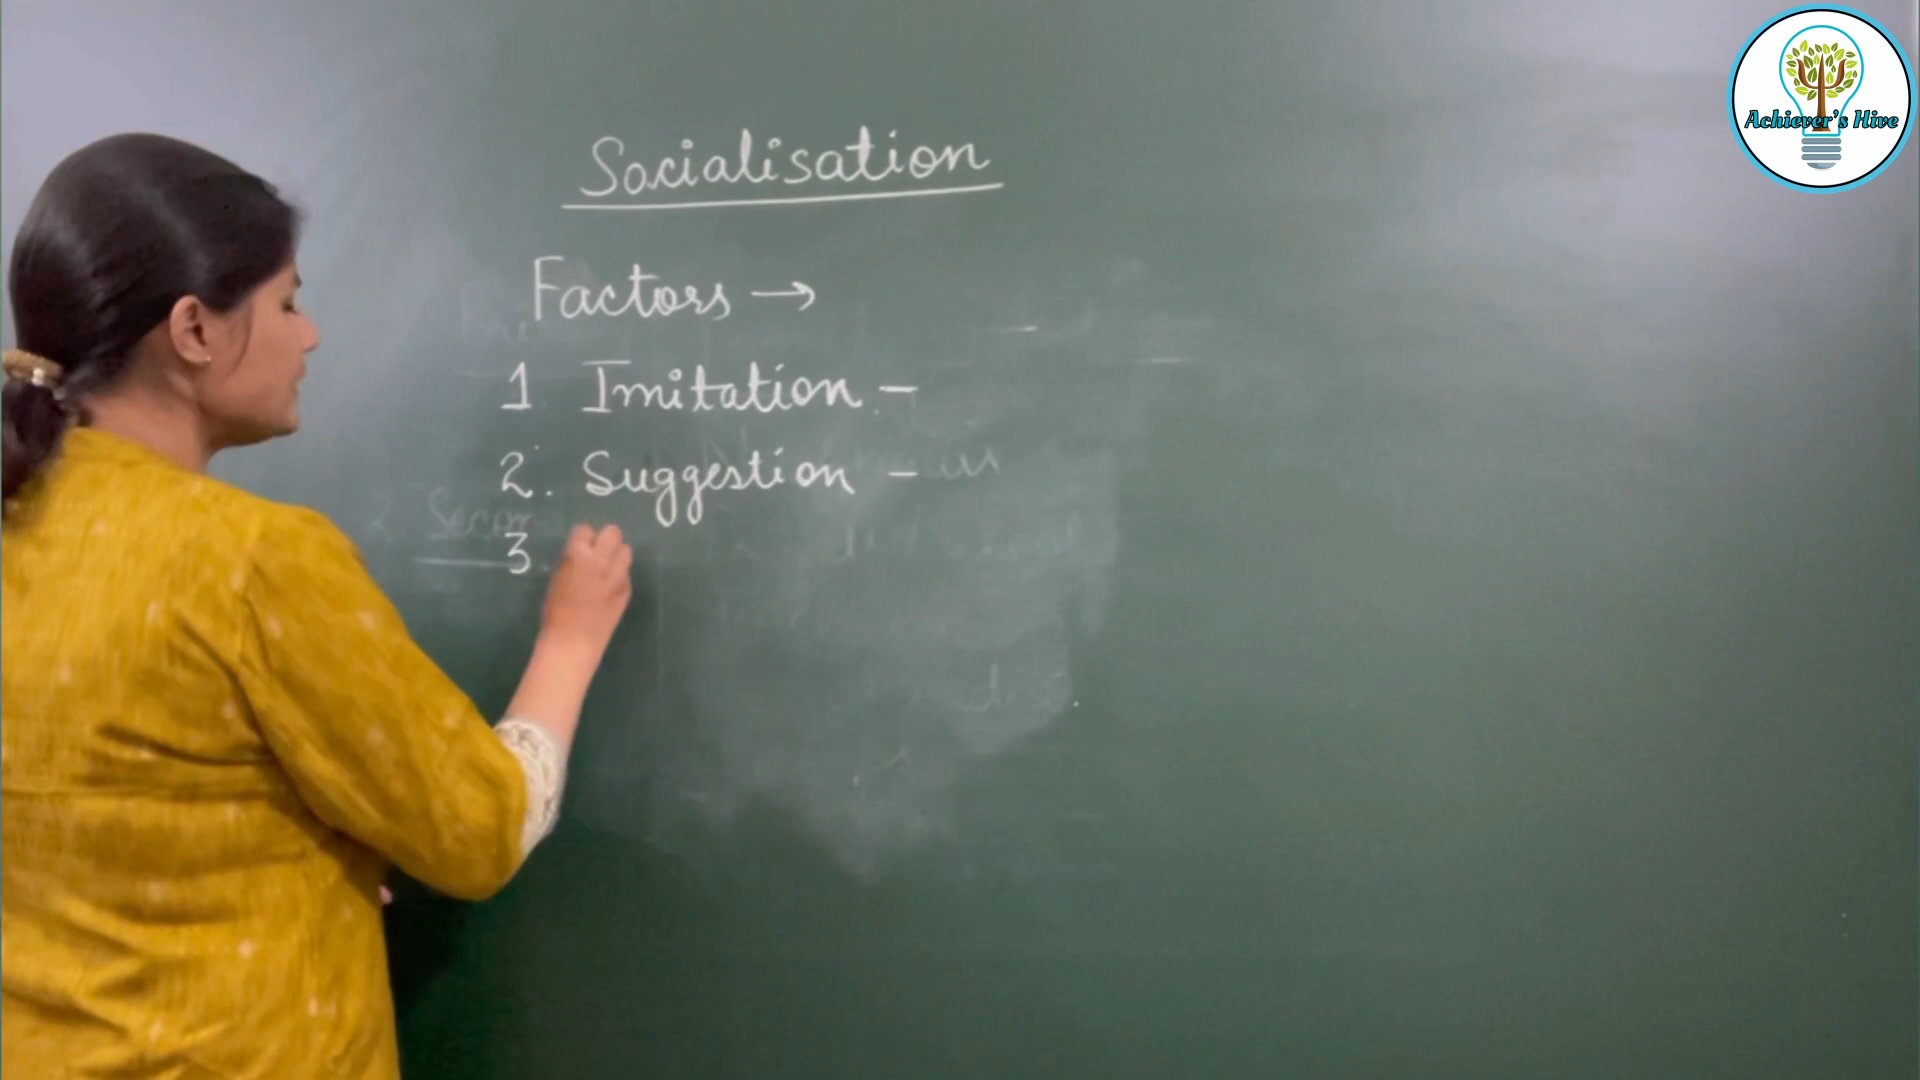 Achiever's Hive
Socialisation
Factors →
1 Imitation -
2. Suggestion -
3